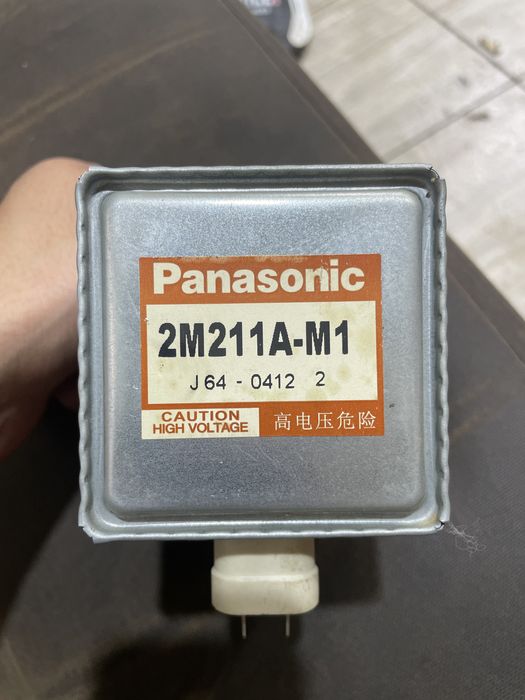 Panasonic
2M211A-M1
J64 - 0412 2
CAUTION
HIGH VOLTAGE
高电压危险